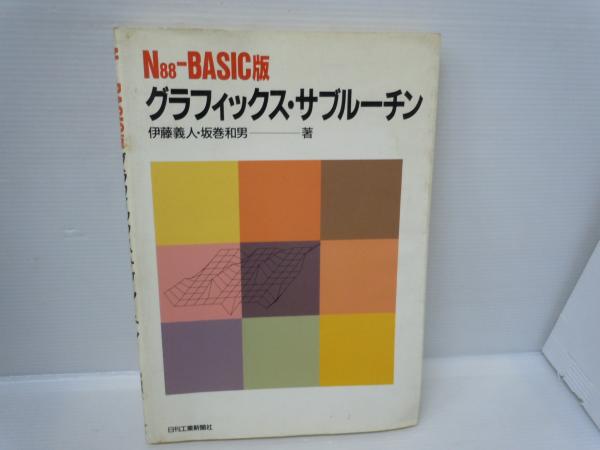 N88-BASIC版
グラフィックス・サブルーチン
伊藤義人・坂巻和男――――著
日刊工業新聞社